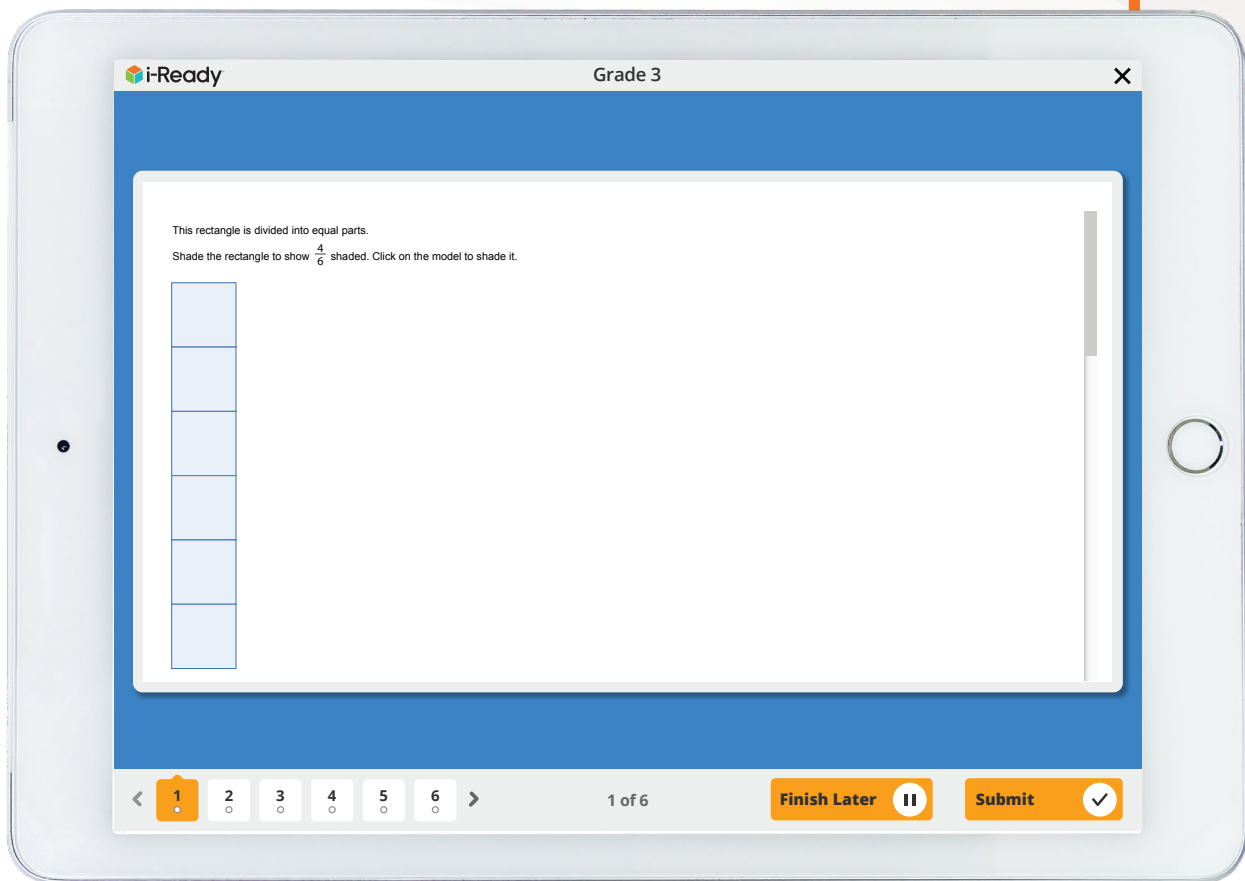 i-Ready
Grade 3
This rectangle is divided into equal parts.
Shade the rectangle to show 4/6 shaded. Click on the model to shade it.
1 2 3 4 5 6
1 of 6
Finish Later
Submit